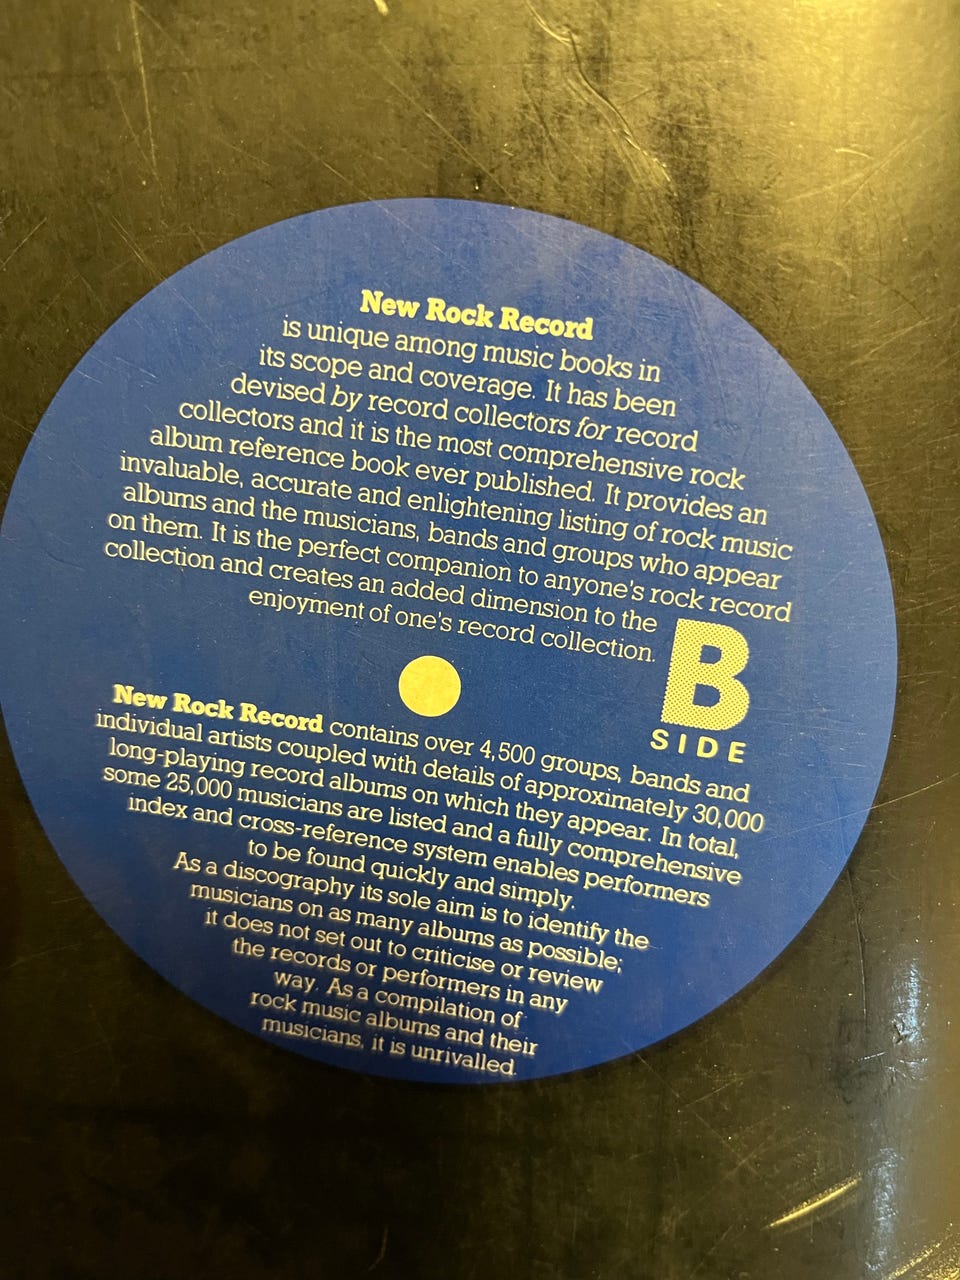 New Rock Record
is unique among music books in
its scope and coverage. It has been
devised by record collectors for record
collectors and it is the most comprehensive rock
album reference book ever published. It provides an
invaluable, accurate and enlightening listing of rock music
albums and the musicians, bands and groups who appear
on them. It is the perfect companion to anyone's rock record
collection and creates an added dimension to the
enjoyment of one's record collection.
B
SIDE
New Rock Record contains over 4,500 groups, bands and
individual artists coupled with details of approximately 30,000
long-playing record albums on which they appear. In total,
some 25,000 musicians are listed and a fully comprehensive
index and cross-reference system enables performers
to be found quickly and simply.
As a discography its sole aim is to identify the
musicians on as many albums as possible;
it does not set out to criticise or review
the records or performers in any
way. As a compilation of
rock music albums and their
musicians, it is unrivalled.